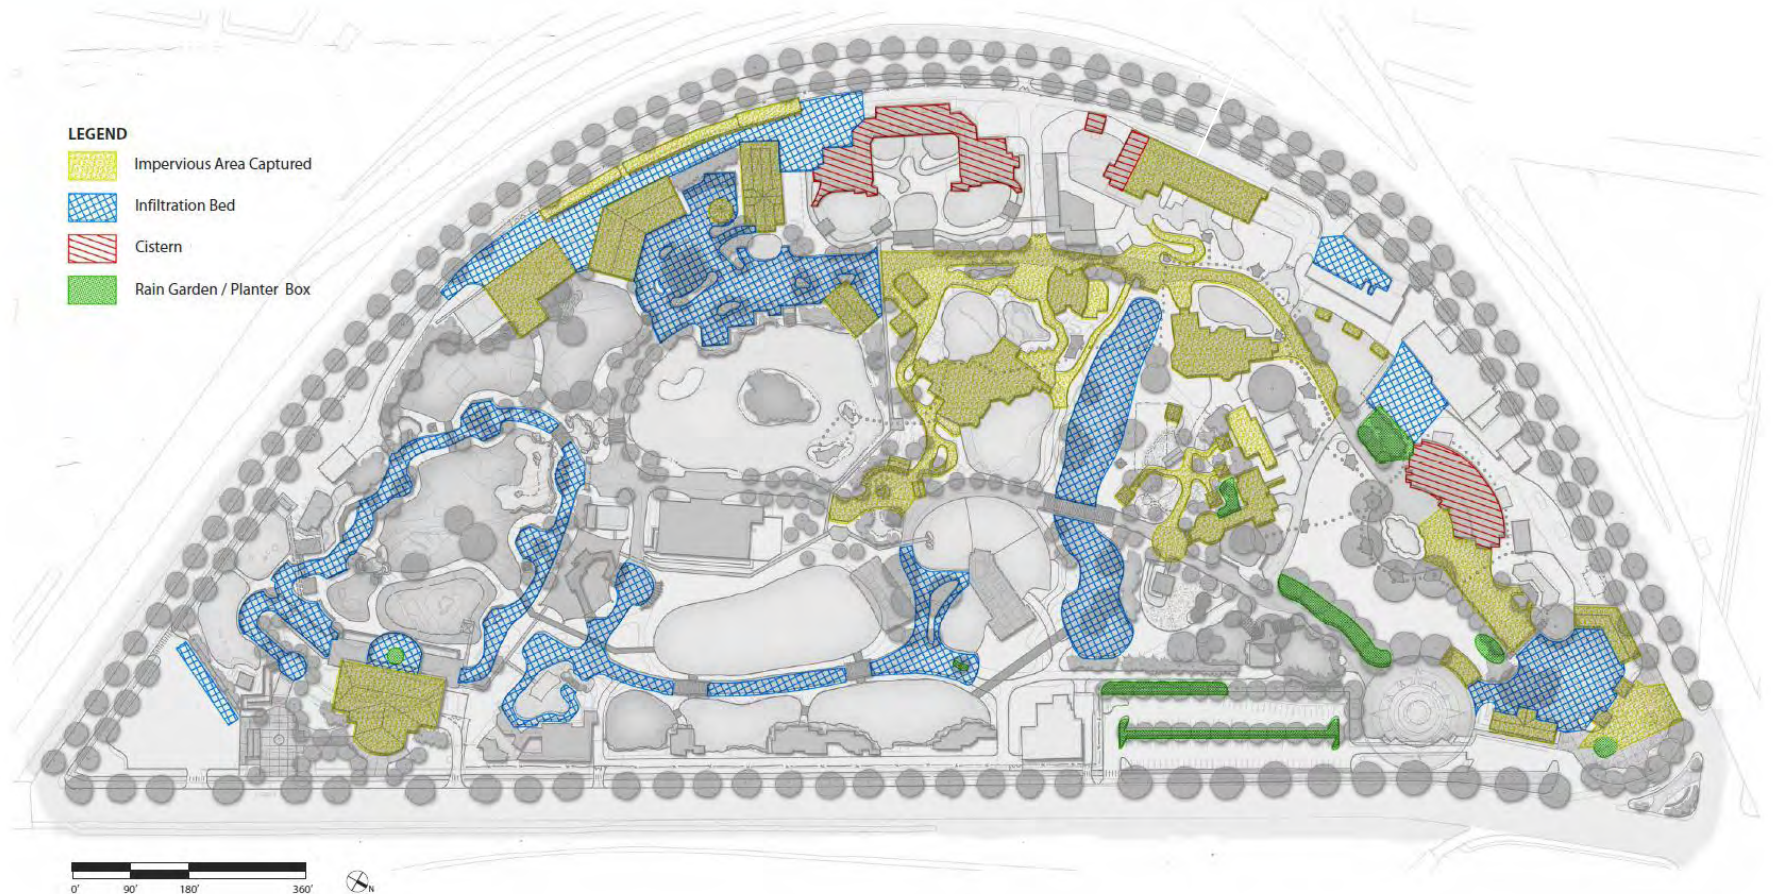 LEGEND
Impervious Area Captured
Infiltration Bed
Cistern
Rain Garden / Planter Box
0' 90' 180' 360'
N